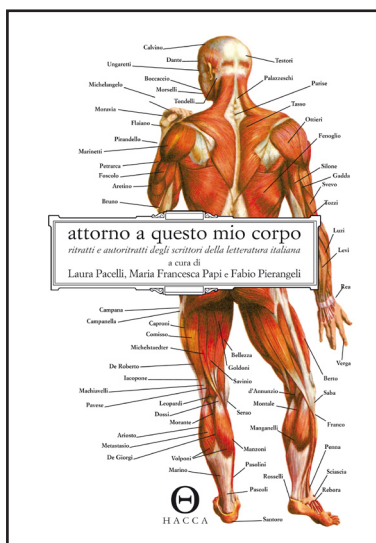 Calvino
Dante
Ungaretti
Boccaccio
Michelangelo
Morselli
Tondelli
Moravia
Flaiano
Pirandello
Marinetti
Petrarca
Foscolo
Aretino
Bruno
Testori
Palazzeschi
Parise
Tasso
Ottieri
Fenoglio
Silone
Gadda
Svevo
Tozzi
Luzi
Levi
Rea
Verga
attorno a questo mio corpo
ritratti e autoritratti degli scrittori della letteratura italiana
a cura di
Laura Pacelli, Maria Francesca Papi e Fabio Pierangeli
Campana
Campanella
Caproni
Comisso
Michelstaedter
De Roberto
Iacopone
Machiavelli
Pavese
Leopardi
Dossi
Morante
Ariosto
Metastasio
De Giorgi
Volponi
Marino
Bellezza
Goldoni
Savinio
d'Annunzio
Sereo
Montale
Manganelli
Manzoni
Pasolini
Pascoli
Rosselli
Santoro
Berto
Saba
Franco
Penna
Sciascia
Rebora
HACCA